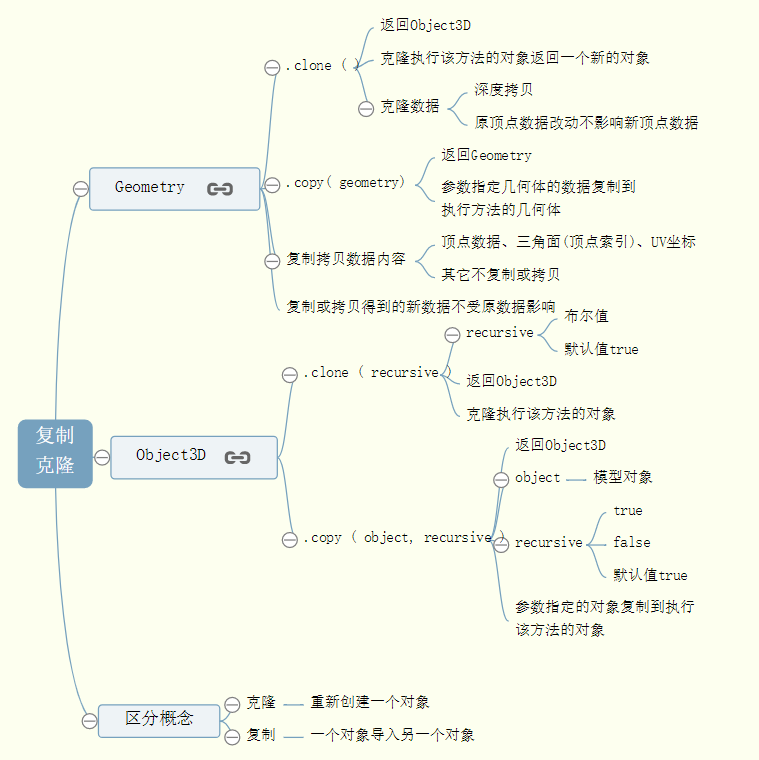 复制
克隆
Geometry
.clone ( )
返回Object3D
克隆执行该方法的对象返回一个新的对象
克隆数据
深度拷贝
原顶点数据改动不影响新顶点数据
.copy( geometry)
返回Geometry
参数指定几何体的数据复制到
执行方法的几何体
复制拷贝数据内容
顶点数据、三角面(顶点索引)、UV坐标
其它不复制或拷贝
复制或拷贝得到的新数据不受原数据影响
Object3D
.clone ( recursive )
recursive
布尔值
默认值true
返回Object3D
克隆执行该方法的对象
.copy ( object, recursive )
返回Object3D
object
模型对象
recursive
true
false
默认值true
参数指定的对象复制到执行
该方法的对象
区分概念
克隆
重新创建一个对象
复制
一个对象导入另一个对象